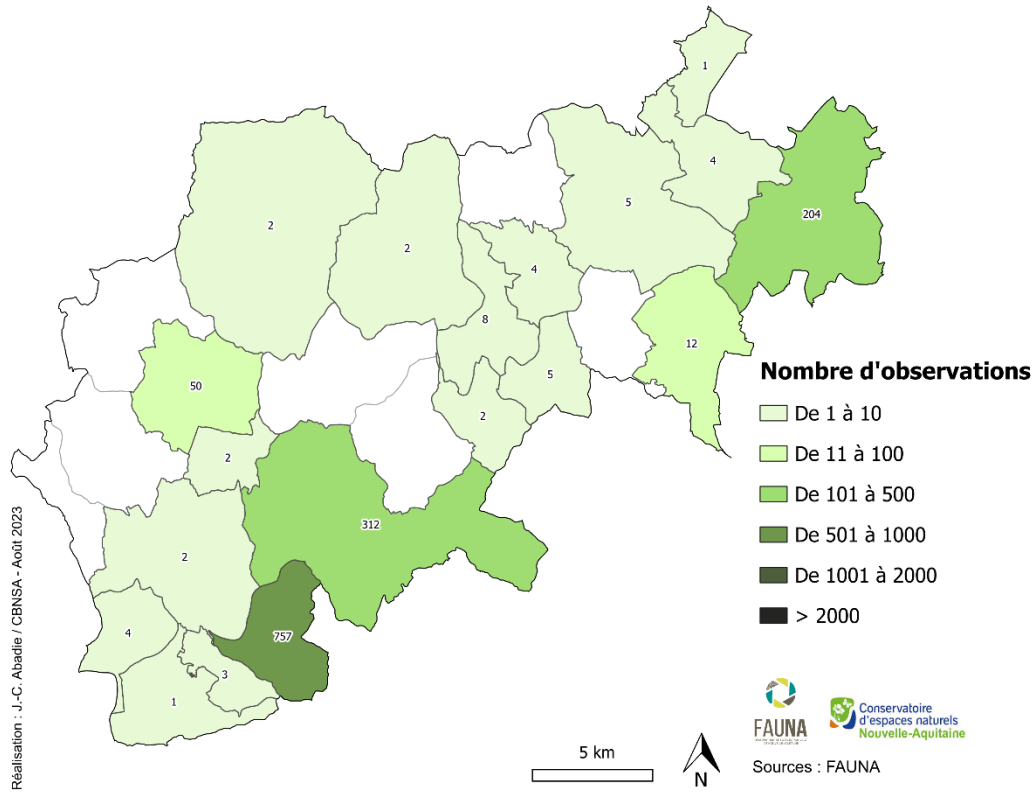 1
4
5
204
2
2
4
8
12
50
5
2
2
312
2
757
4
3
1
Nombre d'observations
De 1 à 10
De 11 à 100
De 101 à 500
De 501 à 1000
De 1001 à 2000
> 2000
Réalisation : J.-C. Abadie / CBNSA - Août 2023
5 km
N
FAUNA
Conservatoire
d'espaces naturels
Nouvelle-Aquitaine
Sources : FAUNA